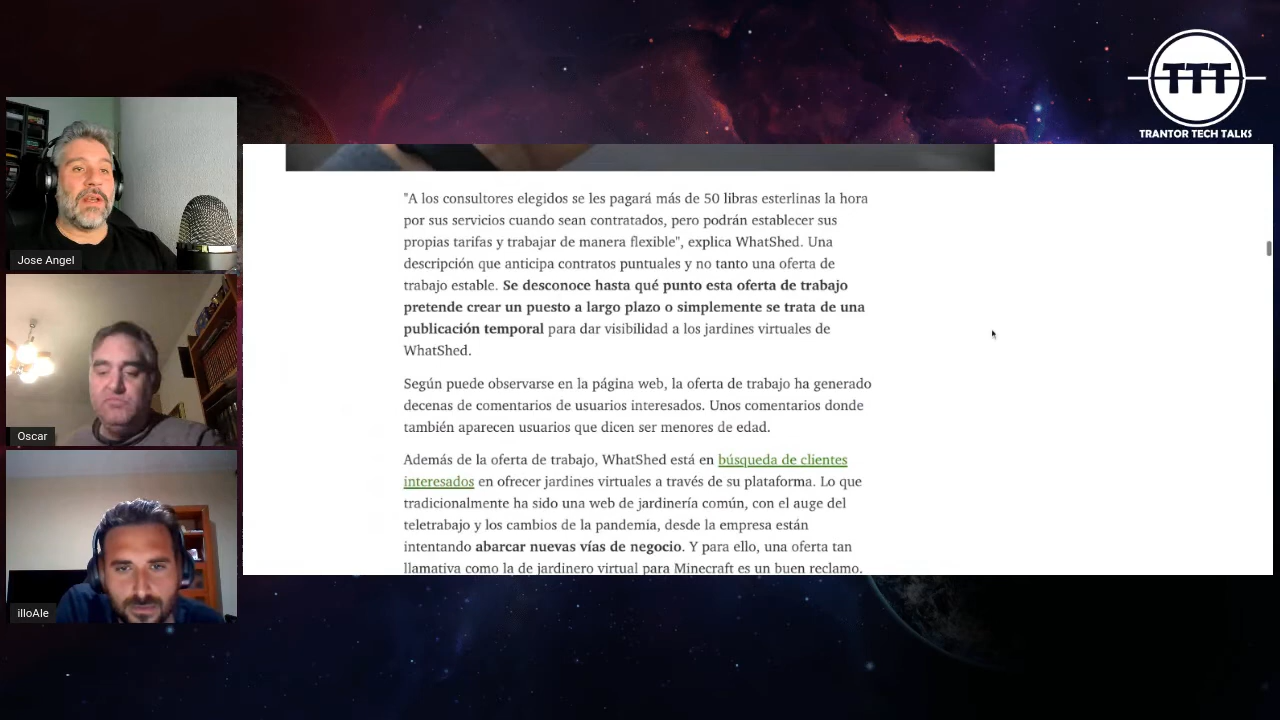 TTT
TRANTOR TECH TALKS
Jose Angel
Oscar
illoAle
"A los consultores elegidos se les pagará más de 50 libras esterlinas la hora
por sus servicios cuando sean contratados, pero podrán establecer sus
propias tarifas y trabajar de manera flexible", explica WhatShed. Una
descripción que anticipa contratos puntuales y no tanto una oferta de
trabajo estable. Se desconoce hasta qué punto esta oferta de trabajo
pretende crear un puesto a largo plazo o simplemente se trata de una
publicación temporal para dar visibilidad a los jardines virtuales de
WhatShed.
Según puede observarse en la página web, la oferta de trabajo ha generado
decenas de comentarios de usuarios interesados. Unos comentarios donde
también aparecen usuarios que dicen ser menores de edad.
Además de la oferta de trabajo, WhatShed está en búsqueda de clientes
interesados en ofrecer jardines virtuales a través de su plataforma. Lo que
tradicionalmente ha sido una web de jardinería común, con el auge del
teletrabajo y los cambios de la pandemia, desde la empresa están
intentando abarcar nuevas vías de negocio. Y para ello, una oferta tan
llamativa como la de jardinero virtual para Minecraft es un buen reclamo.